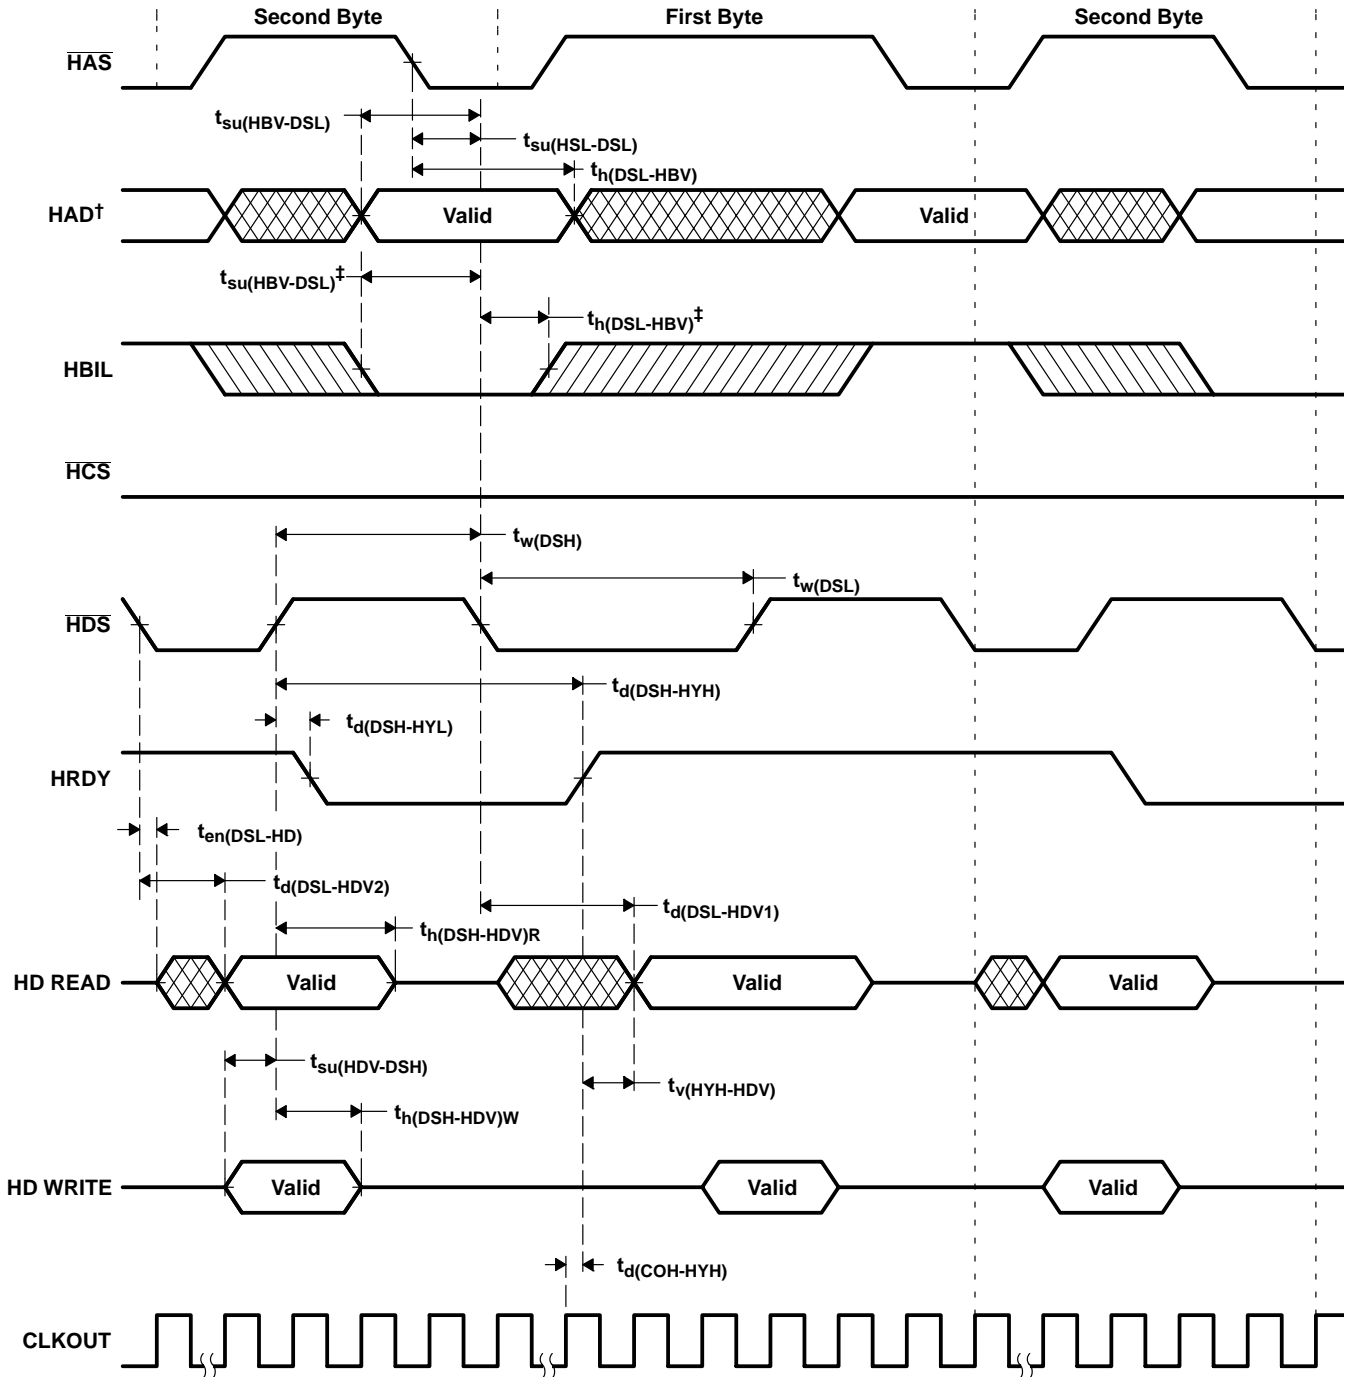 Second Byte First Byte Second Byte
HAS
tsu(HBV-DSL)
tsu(HSL-DSL)
th(DSL-HBV)
HAD† Valid Valid
tsu(HBV-DSL)‡
th(DSL-HBV)‡
HBIL
HCS
tw(DSH)
tw(DSL)
HDS
td(DSH-HYH)
td(DSH-HYL)
HRDY
ten(DSL-HD)
td(DSL-HDV2)
td(DSL-HDV1)
th(DSH-HDV)R
HD READ Valid Valid Valid
tsu(HDV-DSH)
tv(HYH-HDV)
th(DSH-HDV)W
HD WRITE Valid Valid Valid
td(COH-HYH)
CLKOUT